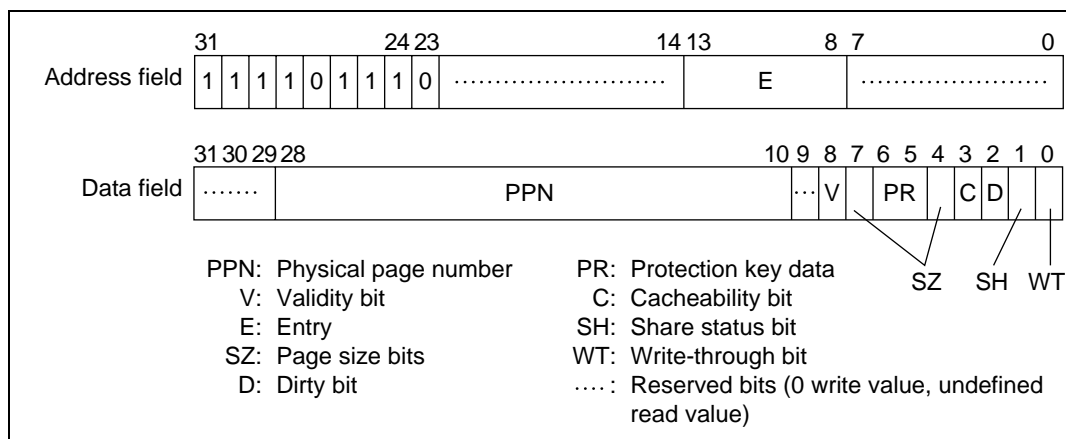 31 24 23 14 13 8 7 0
Address field 1 1 1 1 0 1 1 1 0 ........................ E ........................
31 30 29 28 10 9 8 7 6 5 4 3 2 1 0
Data field ....... PPN ... V PR C D
SZ SH WT
PPN: Physical page number
V: Validity bit
E: Entry
SZ: Page size bits
D: Dirty bit
PR: Protection key data
C: Cacheability bit
SH: Share status bit
WT: Write-through bit
....: Reserved bits (0 write value, undefined
read value)